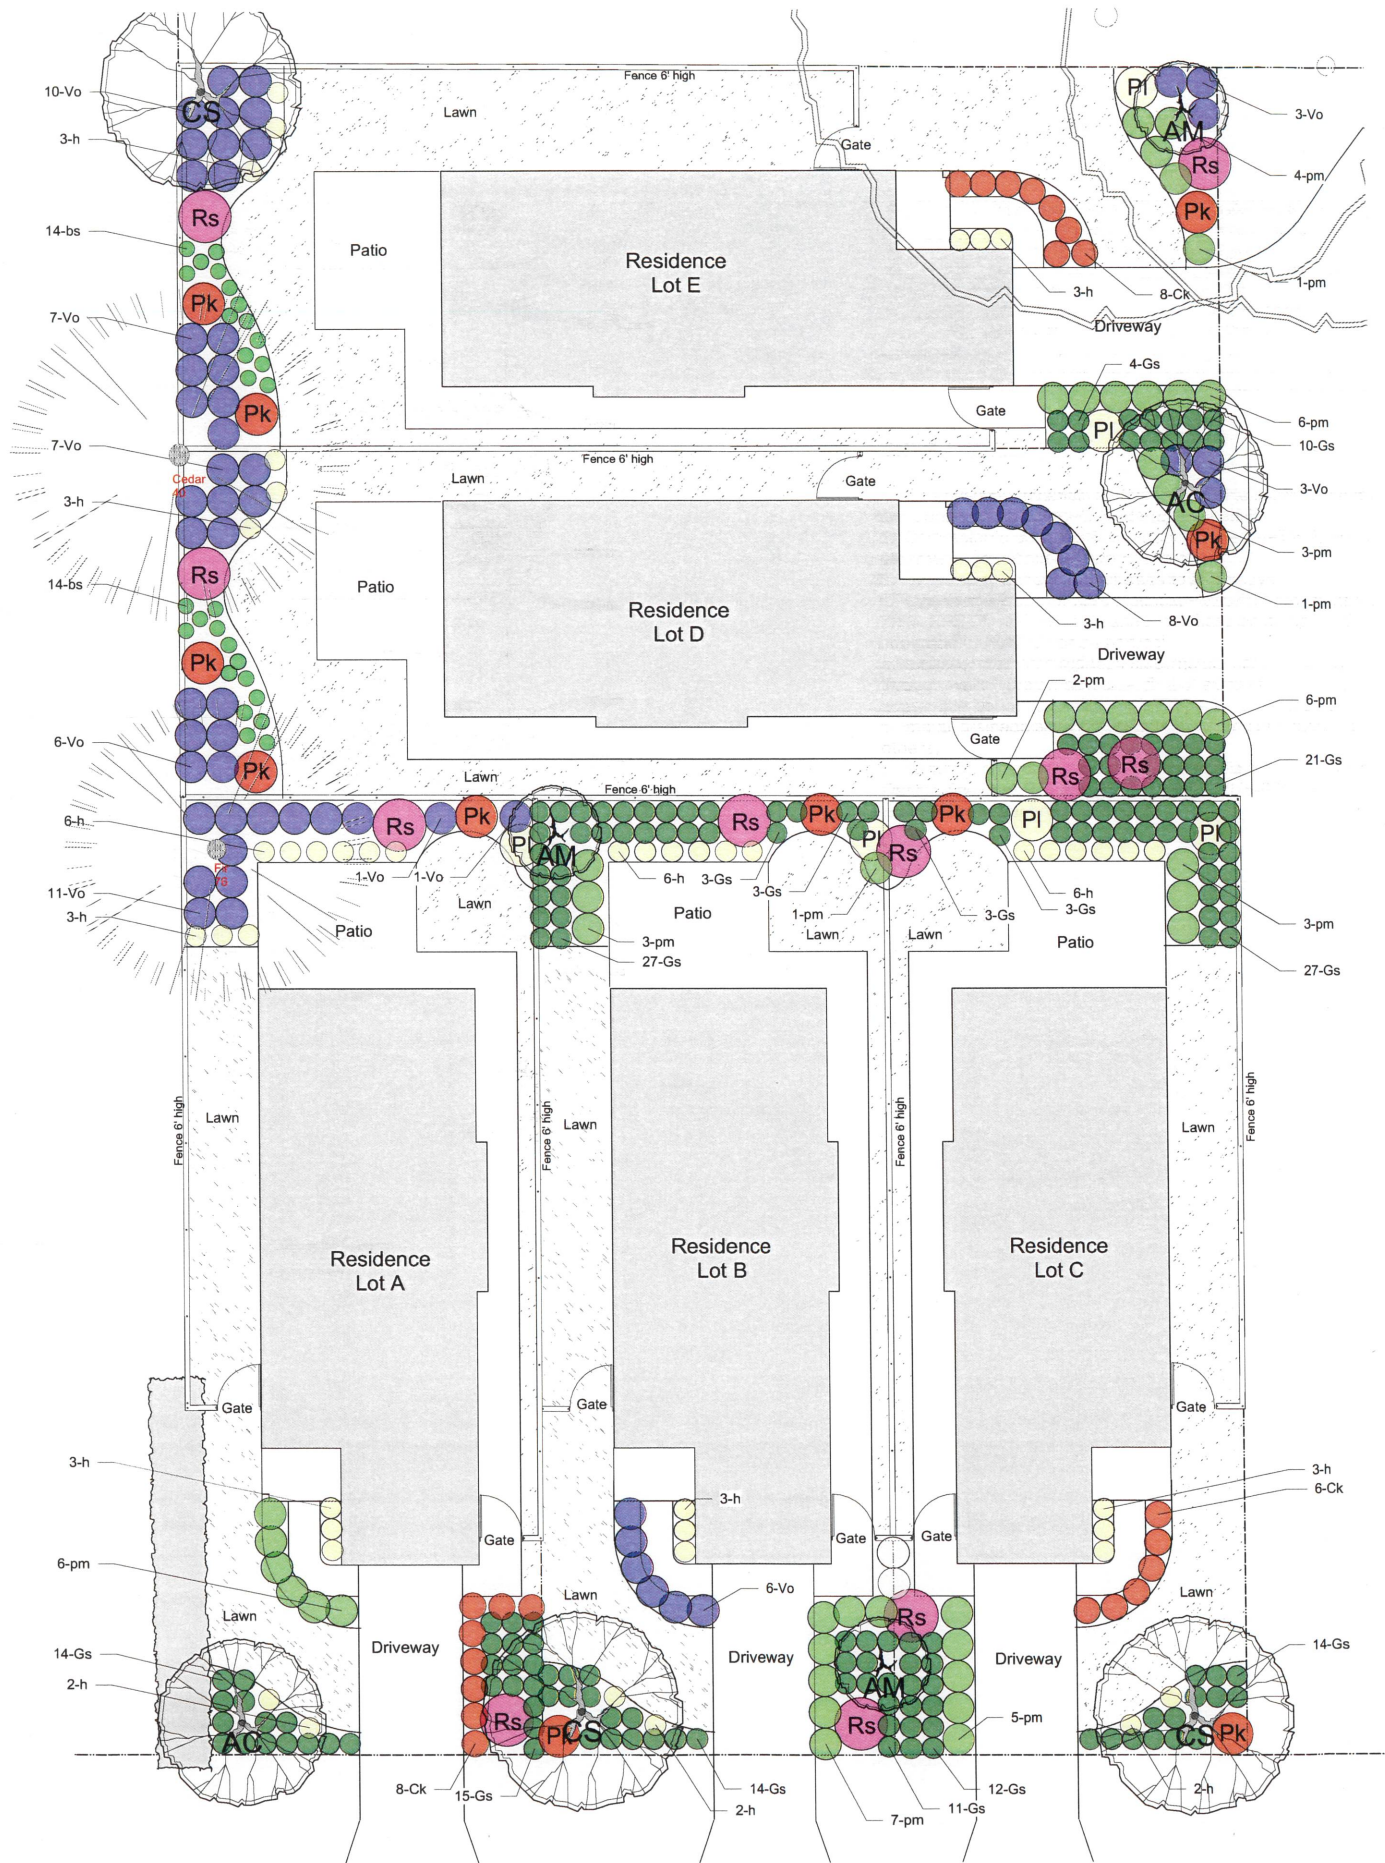 Fence 6' high
10-Vo
CS
Lawn
Pl
AM
3-Vo
3-h
Gate
Rs
4-pm
Rs
Pk
14-bs
Patio
Residence
Lot E
3-h
8-Ck
1-pm
Pk
7-Vo
Driveway
4-Gs
Pk
Gate
Pl
6-pm
10-Gs
7-Vo
Fence 6' high
Cedar
40
Lawn
Gate
3-Vo
3-h
AC
Pk
3-pm
Rs
14-bs
Patio
Residence
Lot D
3-h
8-Vo
1-pm
Pk
Driveway
2-pm
6-pm
6-Vo
Gate
Pk
Lawn
Rs
Rs
21-Gs
Fence 6' high
6-h
Rs
Pk
Pl
AM
Rs
Pk
Pl
Rs
Pk
Pl
Pl
1-Vo
1-Vo
6-h
3-Gs
3-Gs
6-h
3-Gs
11-Vo
Lawn
Patio
1-pm
3-Gs
3-h
Patio
3-pm
Lawn
Lawn
Patio
3-pm
27-Gs
27-Gs
Fence 6' high
Lawn
Fence 6' high
Lawn
Fence 6' high
Lawn
Fence 6' high
Residence
Lot A
Residence
Lot B
Residence
Lot C
Gate
Gate
Gate
3-h
3-h
3-h
6-Ck
Gate
Gate
Gate
6-pm
6-Vo
Lawn
Lawn
Lawn
Driveway
Rs
Driveway
Driveway
14-Gs
14-Gs
2-h
AM
AC
Rs
Pk
CS
Rs
CS
Pk
5-pm
8-Ck
15-Gs
14-Gs
2-h
7-pm
11-Gs
12-Gs
2-h